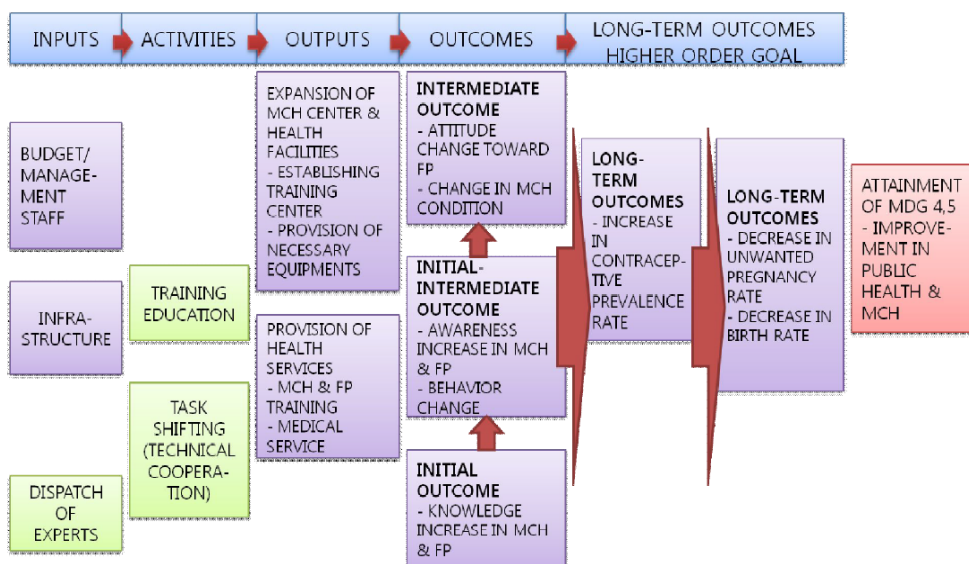 INPUTS
ACTIVITIES
OUTPUTS
OUTCOMES
LONG-TERM OUTCOMES
HIGHER ORDER GOAL
BUDGET/
MANAGE-
MENT
STAFF
INFRA-
STRUCTURE
DISPATCH
OF
EXPERTS
TRAINING
EDUCATION
TASK
SHIFTING
(TECHNICAL
COOPERA-
TION)
EXPANSION OF
MCH CENTER &
HEALTH
FACILITIES
- ESTABLISHING
TRAINING
CENTER
- PROVISION OF
NECESSARY
EQUIPMENTS
PROVISION OF
HEALTH
SERVICES
- MCH & FP
TRAINING
- MEDICAL
SERVICE
INTERMEDIATE
OUTCOME
- ATTITUDE
CHANGE TOWARD
FP
- CHANGE IN MCH
CONDITION
INITIAL-
INTERMEDIATE
OUTCOME
- AWARENESS
INCREASE IN MCH
& FP
- BEHAVIOR
CHANGE
INITIAL
OUTCOME
- KNOWLEDGE
INCREASE IN MCH
& FP
LONG-
TERM
OUTCOMES
- INCREASE
IN
CONTRACEP-
TIVE
PREVALENCE
RATE
LONG-TERM
OUTCOMES
- DECREASE IN
UNWANTED
PREGNANCY
RATE
- DECREASE IN
BIRTH RATE
ATTAINMENT
OF MDG 4,5
- IMPROVE-
MENT IN
PUBLIC
HEALTH &
MCH